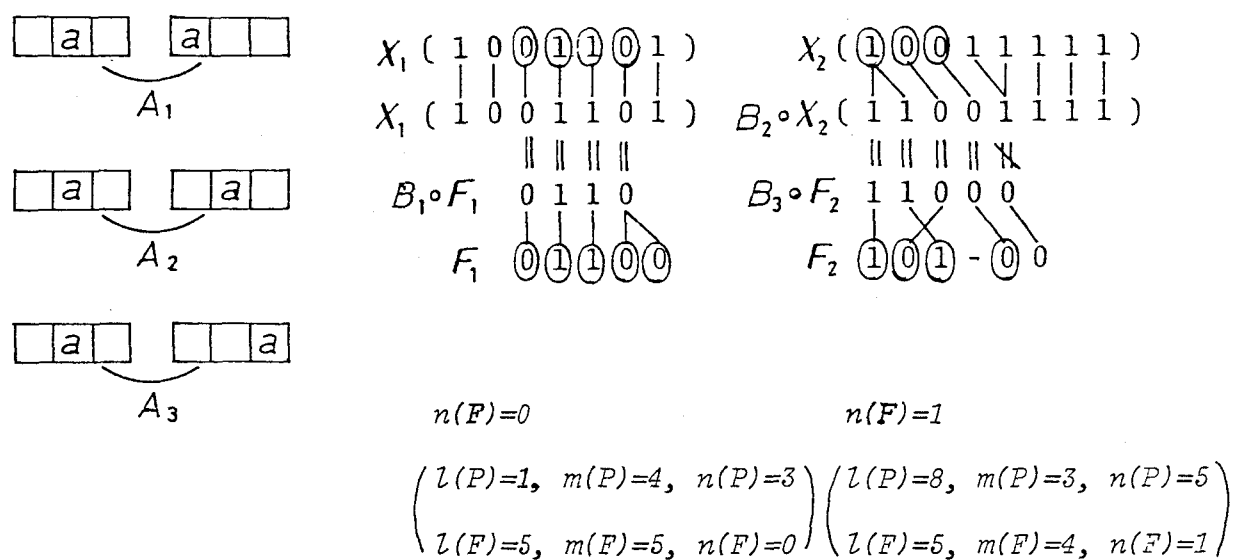 a a
A₁
a a
A₂
a a
A₃
X₁ ( 1 0 0 1 1 0 1 )
X₁ ( 1 0 0 1 1 0 1 )
|| || || ||
B₁∘F₁ 0 1 1 0
F₁ 0 1 1 0 0
n(F)=0
l(P)=1, m(P)=4, n(P)=3
l(F)=5, m(F)=5, n(F)=0
X₂ ( 1 0 0 1 1 1 1 1 )
B₂∘X₂ ( 1 1 0 0 1 1 1 1 )
|| || || || ∦
B₃∘F₂ 1 1 0 0 0
F₂ 1 0 1 - 0 0
n(F)=1
l(P)=8, m(P)=3, n(P)=5
l(F)=5, m(F)=4, n(F)=1